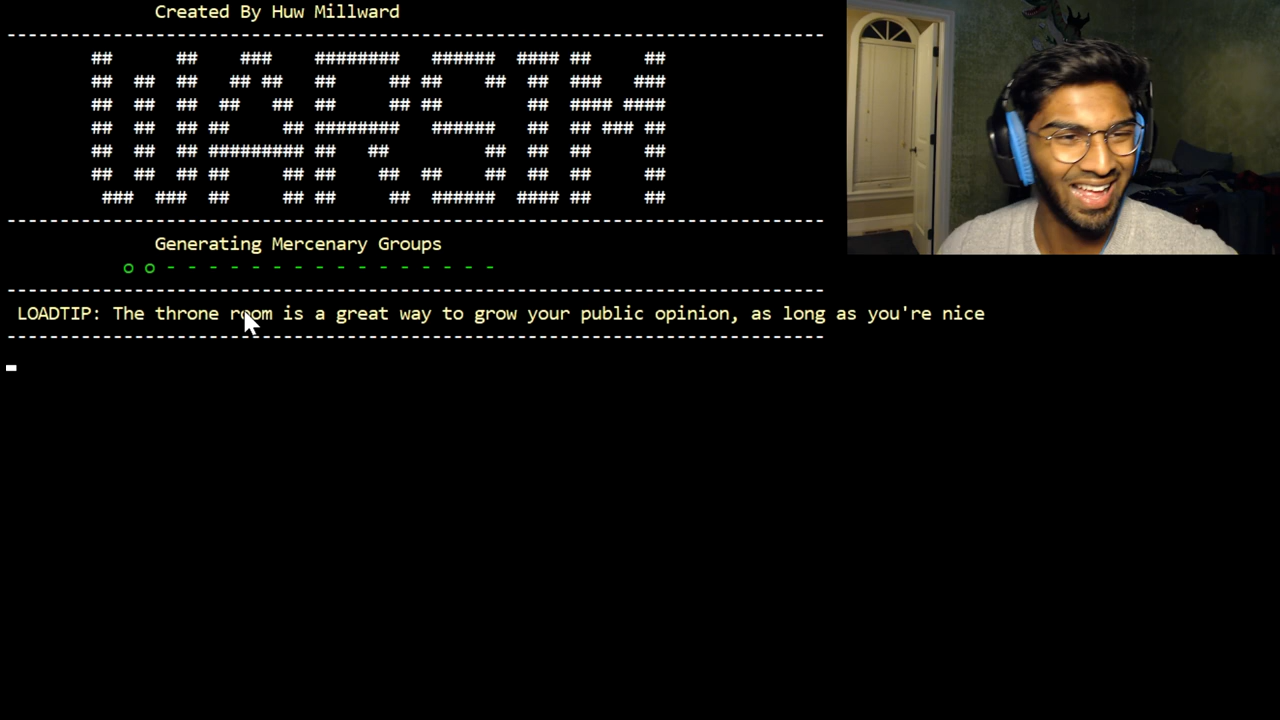 Created By Huw Millward
WARSIM
Generating Mercenary Groups
o o - - - - - - - - - - - - - - - -
LOADTIP: The throne room is a great way to grow your public opinion, as long as you're nice